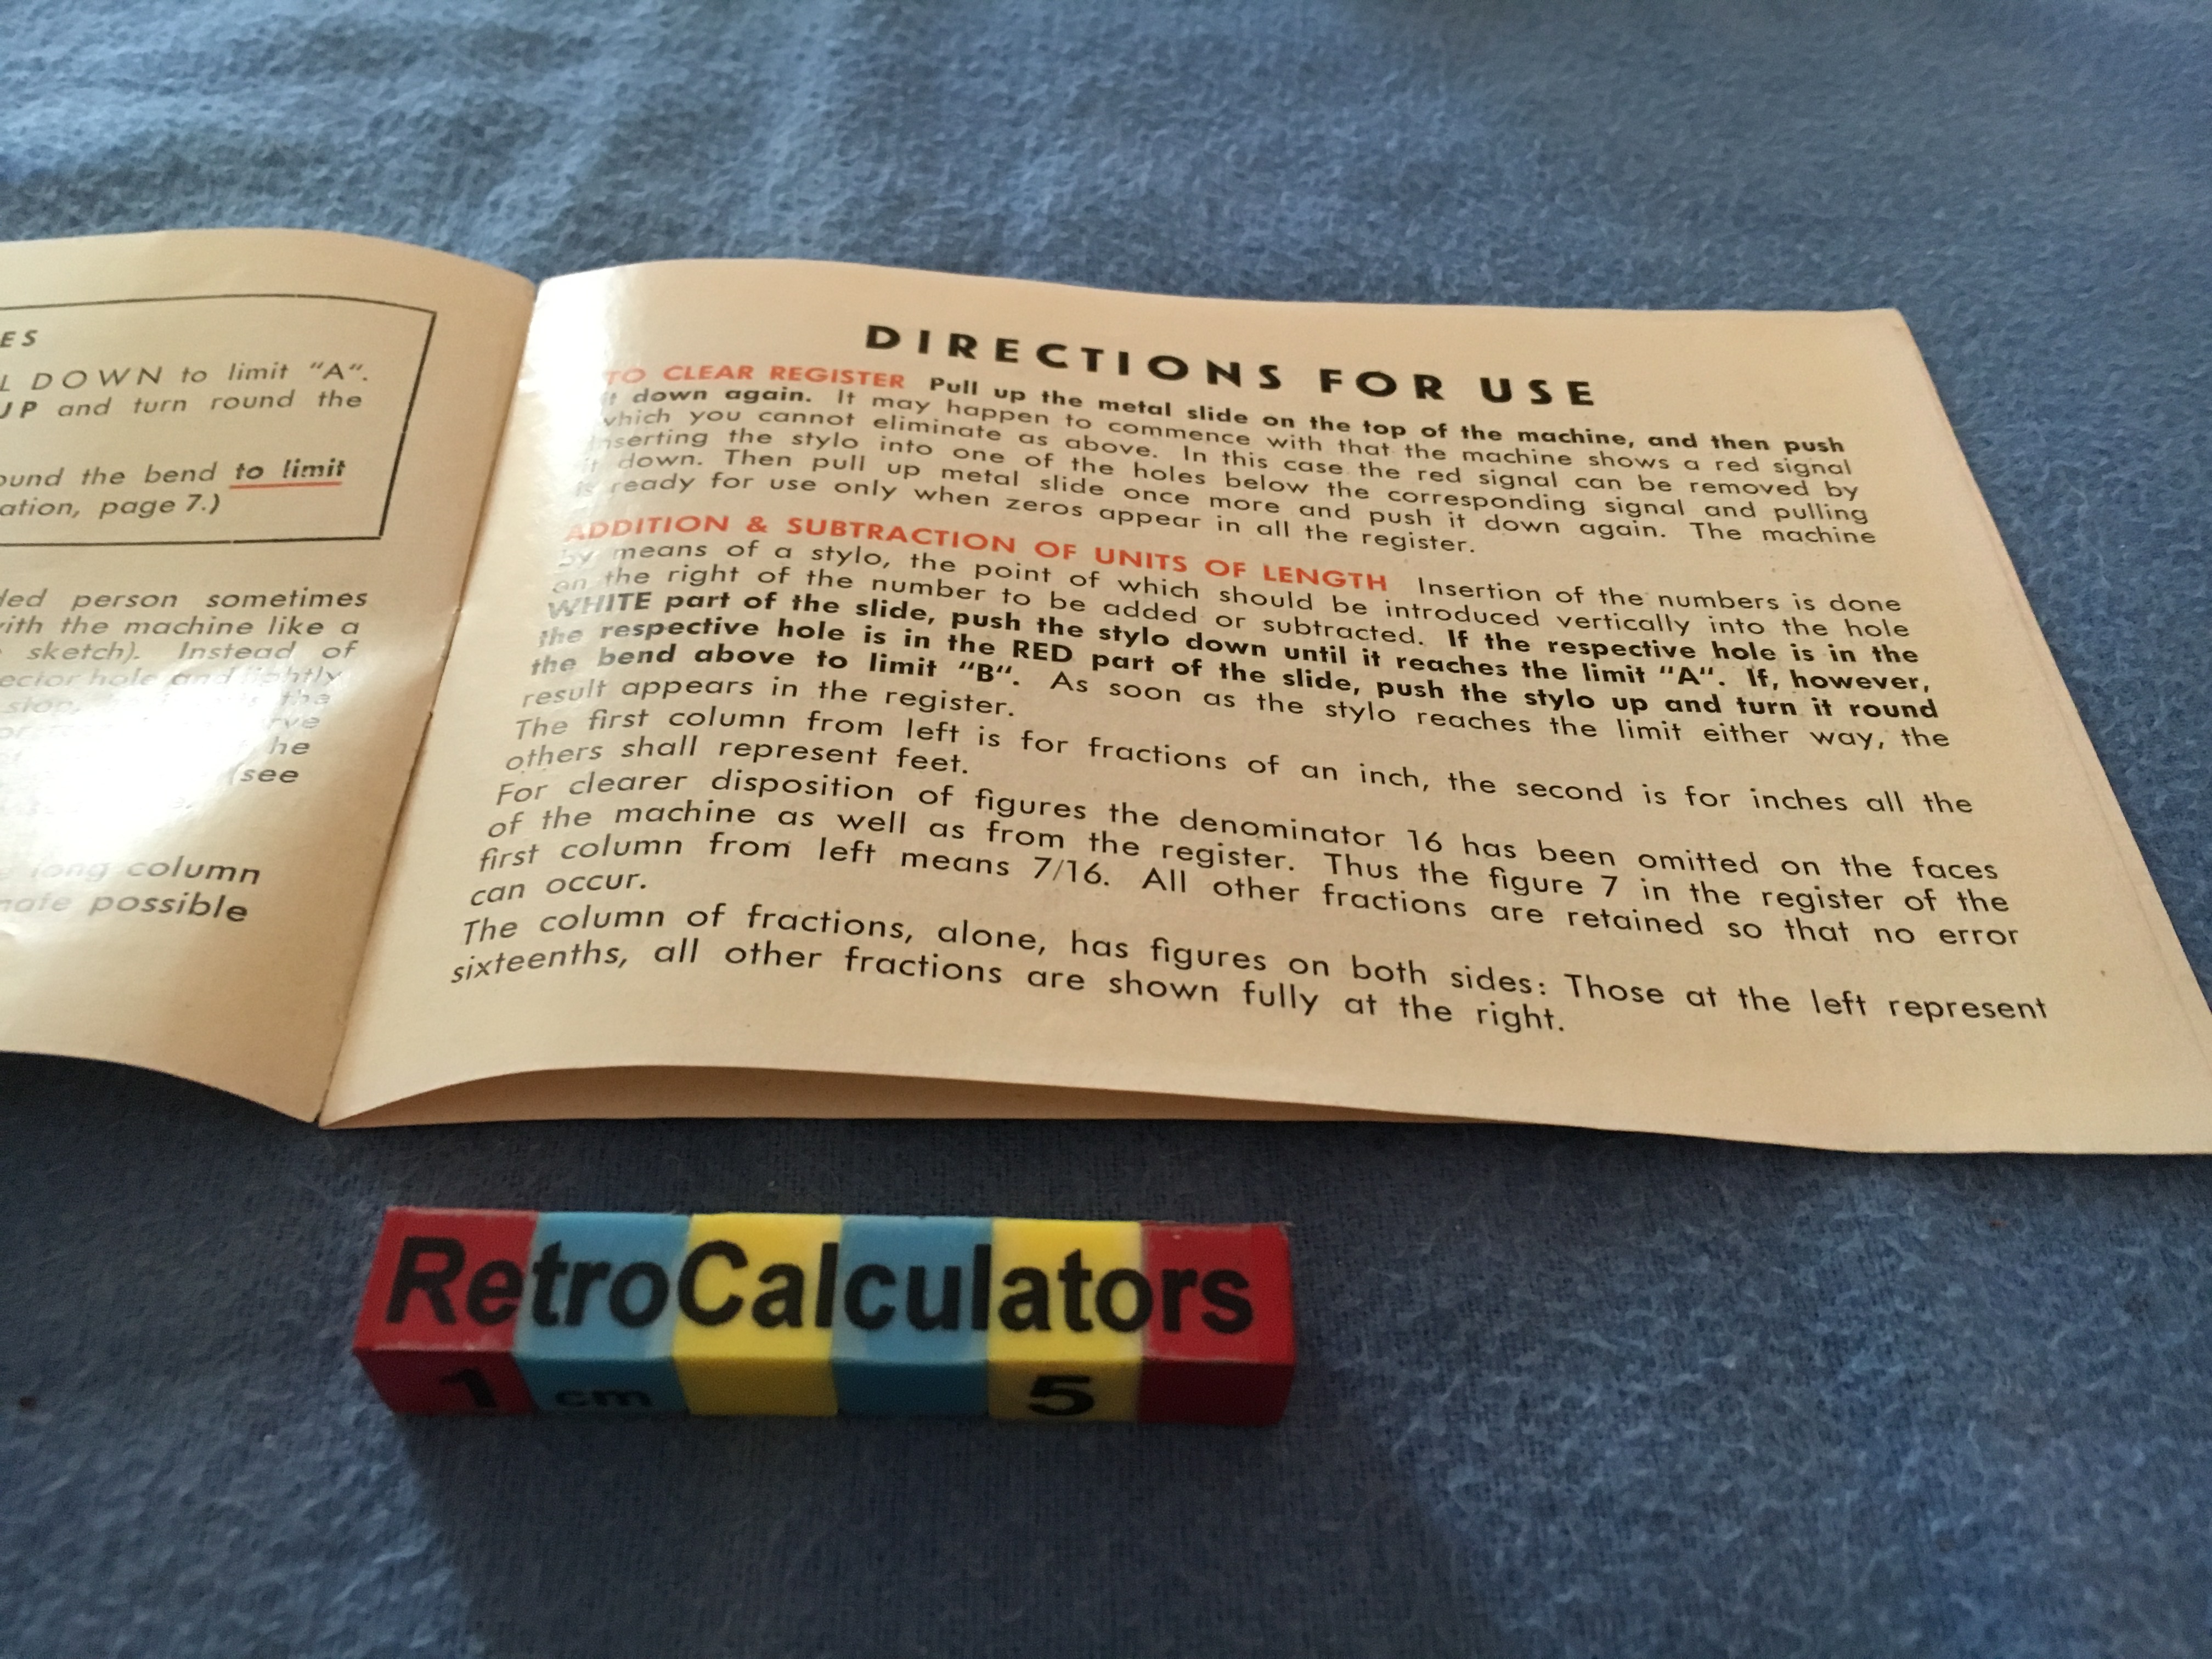 ES
L DOWN to limit "A".
UP and turn round the
ound the bend to limit
ation, page 7.)
ded person sometimes
with the machine like a
sketch). Instead of
ector hole and lightly
stop, the
rve
he
(see
long column
nate possible
DIRECTIONS FOR USE
TO CLEAR REGISTER Pull up the metal slide on the top of the machine, and then push
it down again. It may happen to commence with that the machine shows a red signal
which you cannot eliminate as above. In this case the red signal can be removed by
inserting the stylo into one of the holes below the corresponding signal and pulling
it down. Then pull up metal slide once more and push it down again. The machine
is ready for use only when zeros appear in all the register.
ADDITION & SUBTRACTION OF UNITS OF LENGTH Insertion of the numbers is done
by means of a stylo, the point of which should be introduced vertically into the hole
on the right of the number to be added or subtracted. If the respective hole is in the
WHITE part of the slide, push the stylo down until it reaches the limit "A". If, however,
the respective hole is in the RED part of the slide, push the stylo up and turn it round
the bend above to limit "B". As soon as the stylo reaches the limit either way, the
result appears in the register.
The first column from left is for fractions of an inch, the second is for inches all the
others shall represent feet.
For clearer disposition of figures the denominator 16 has been omitted on the faces
of the machine as well as from the register. Thus the figure 7 in the register of the
first column from left means 7/16. All other fractions are retained so that no error
can occur.
The column of fractions, alone, has figures on both sides: Those at the left represent
sixteenths, all other fractions are shown fully at the right.
RetroCalculators
1 cm 5